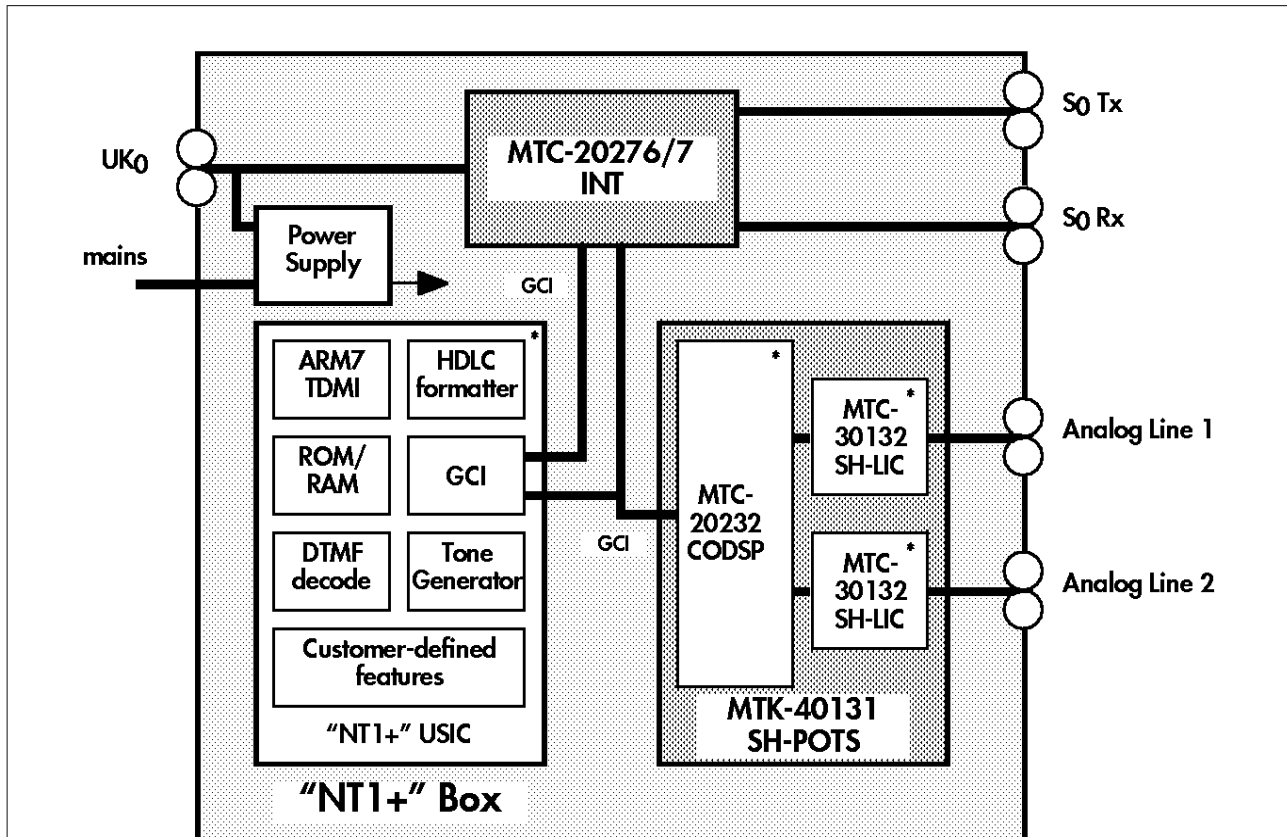 S0 Tx
MTC-20276/7
INT
UK0
S0 Rx
Power
Supply
mains
GCI
*
ARM7
TDMI
HDLC
formatter
ROM/
RAM
GCI
DTMF
decode
Tone
Generator
Customer-defined
features
“NT1+” USIC
GCI
*
MTC-
20232
CODSP
*
MTC-
30132
SH-LIC
Analog Line 1
*
MTC-
30132
SH-LIC
Analog Line 2
MTK-40131
SH-POTS
“NT1+” Box